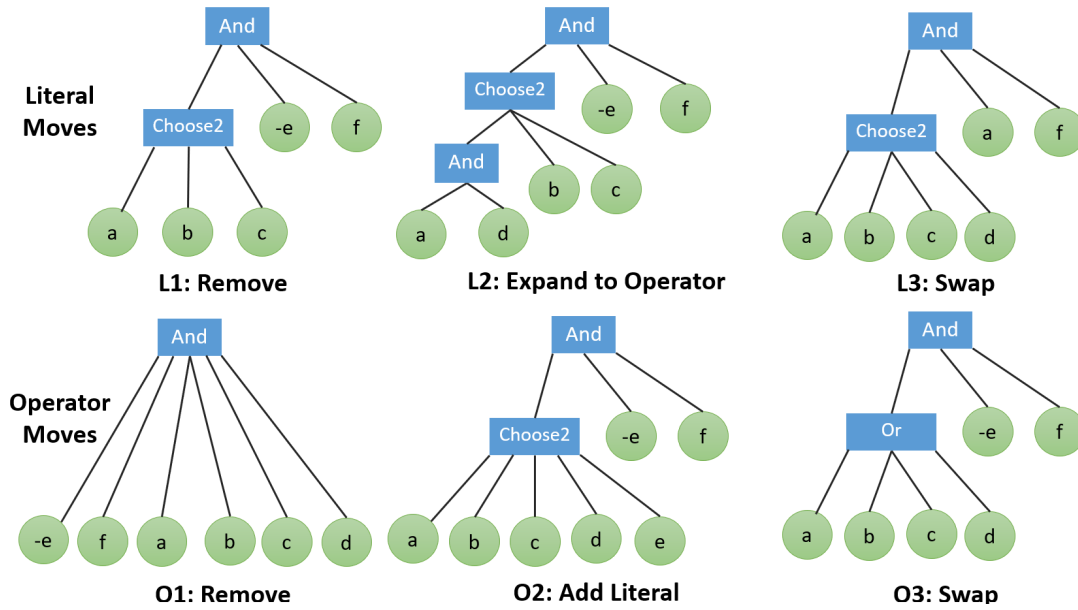 And
And
And
Literal
Moves
Choose2
-e
f
Choose2
-e
f
Choose2
a
f
And
b
c
a
b
c
a
d
a
b
c
d
L1: Remove
L2: Expand to Operator
L3: Swap
And
And
And
Operator
Moves
Choose2
-e
f
Or
-e
f
-e
f
a
b
c
d
a
b
c
d
e
a
b
c
d
O1: Remove
O2: Add Literal
O3: Swap